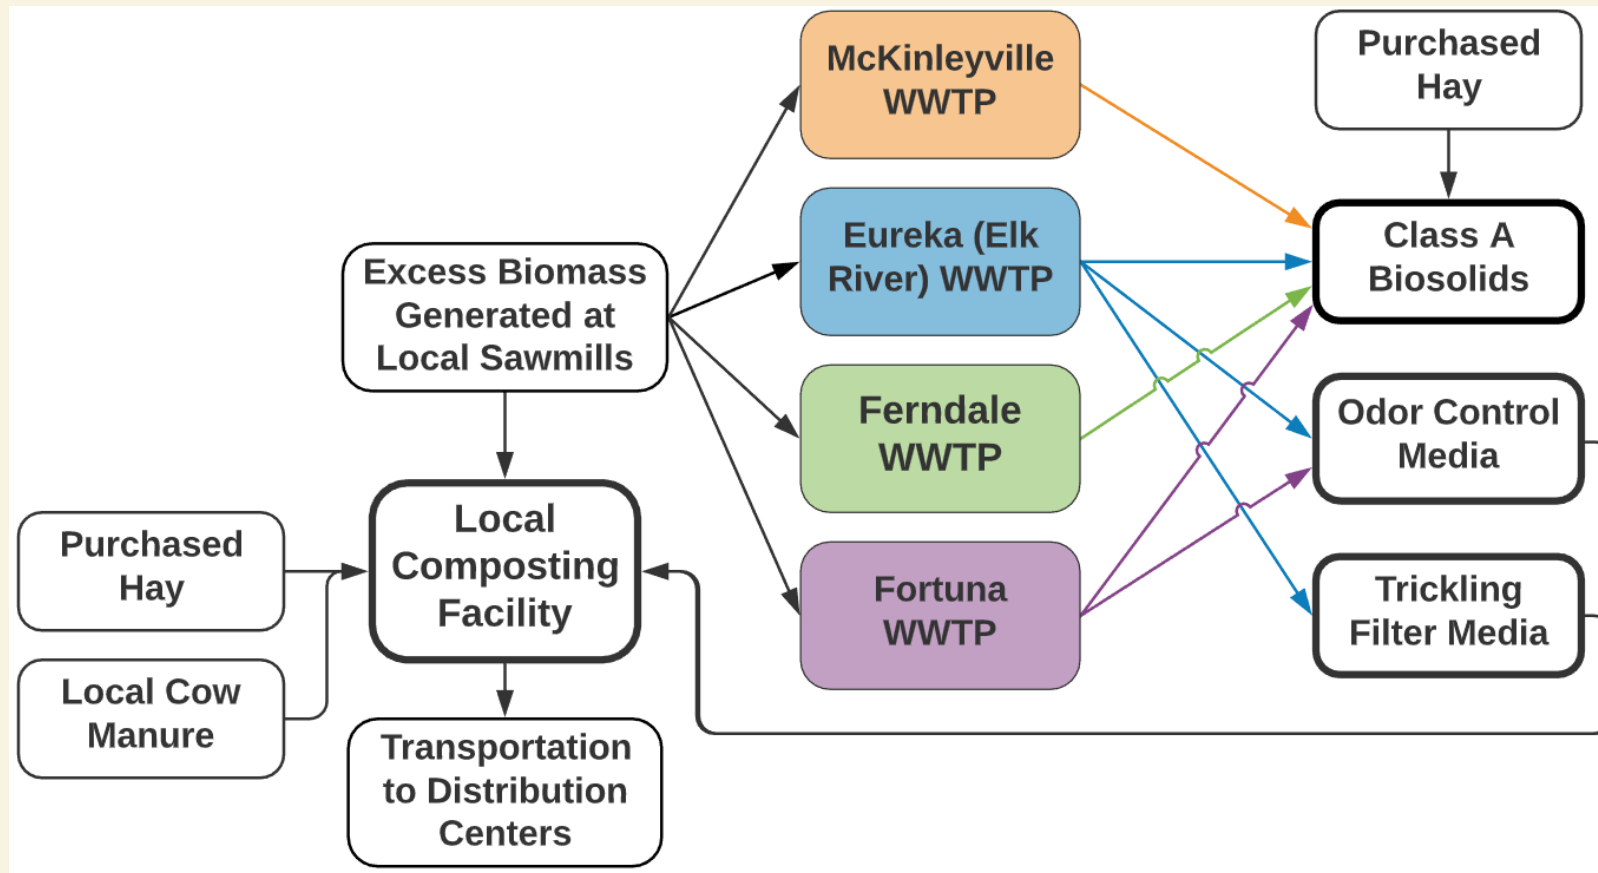 McKinleyville
WWTP
Purchased
Hay
Eureka (Elk
River) WWTP
Class A
Biosolids
Excess Biomass
Generated at
Local Sawmills
Ferndale
WWTP
Odor Control
Media
Local
Composting
Facility
Purchased
Hay
Fortuna
WWTP
Trickling
Filter Media
Local Cow
Manure
Transportation
to Distribution
Centers